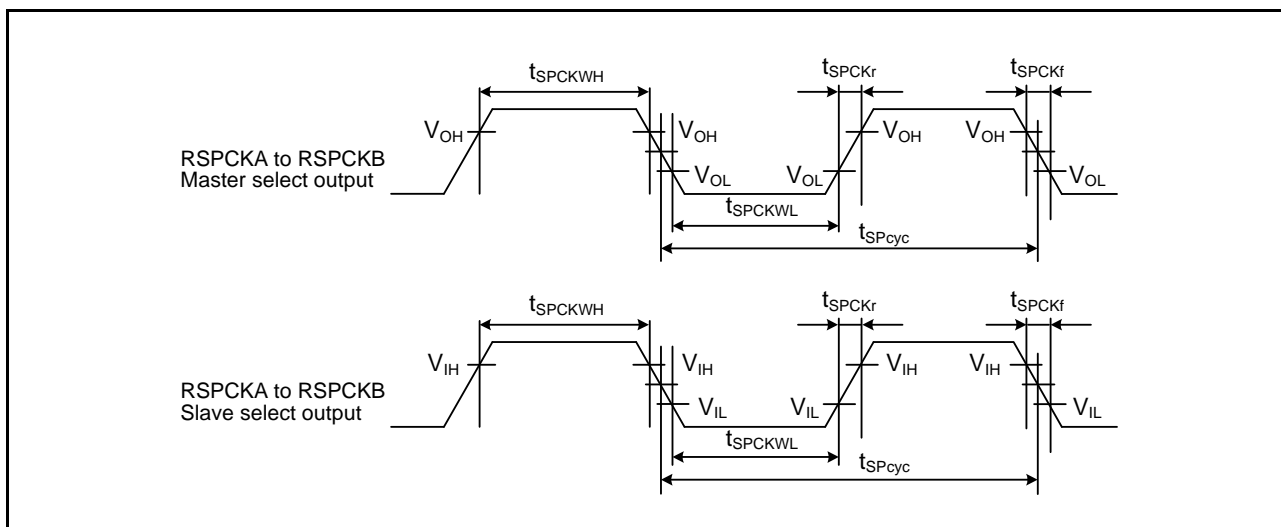 tSPCKWH
tSPCKr
tSPCKf
VOH
VOH
VOH
VOH
RSPCKA to RSPCKB
Master select output
VOL
VOL
VOL
tSPCKWL
tSPcyc
tSPCKWH
tSPCKr
tSPCKf
VIH
VIH
VIH
VIH
RSPCKA to RSPCKB
Slave select output
VIL
VIL
VIL
tSPCKWL
tSPcyc